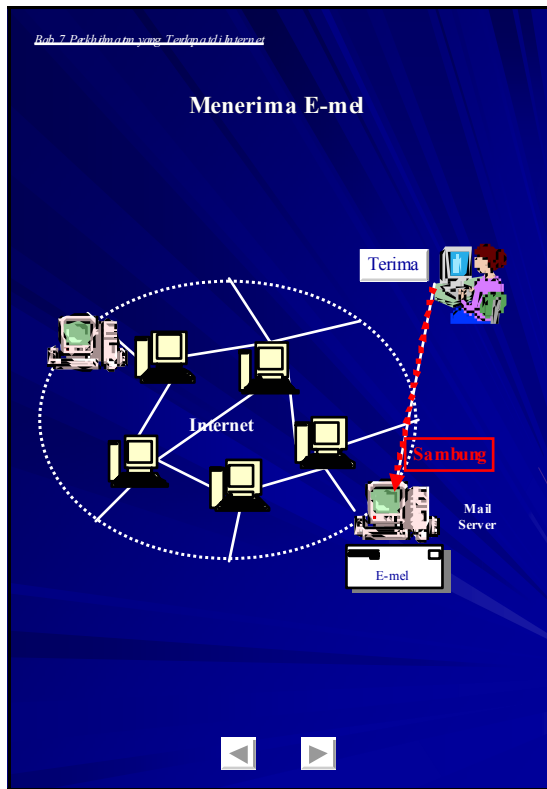 Bab 7 Perkhidmatan yang Terdapat di Internet
Menerima E-mel
Terima
Internet
Sambung
Mail
Server
E-mel